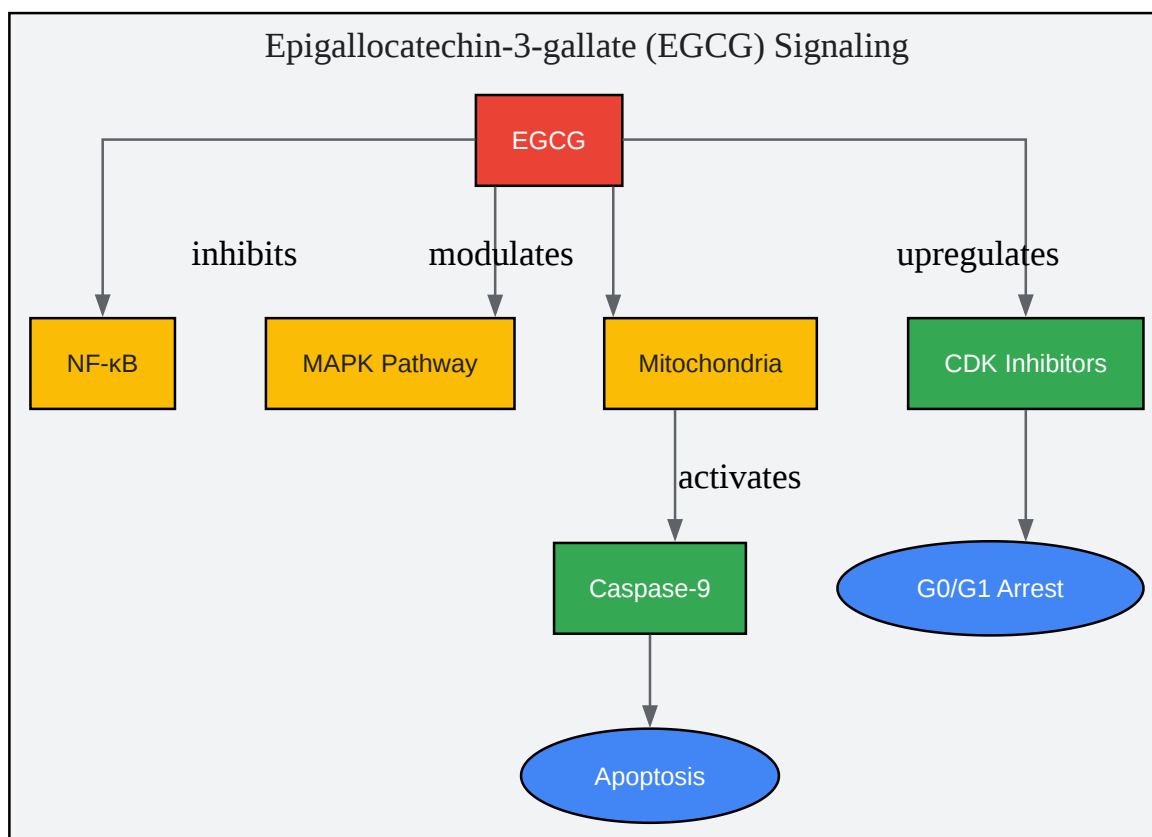 Epigallocatechin-3-gallate (EGCG) Signaling
EGCG
inhibits
modulates
upregulates
NF-κB
MAPK Pathway
Mitochondria
CDK Inhibitors
activates
Caspase-9
G0/G1 Arrest
Apoptosis